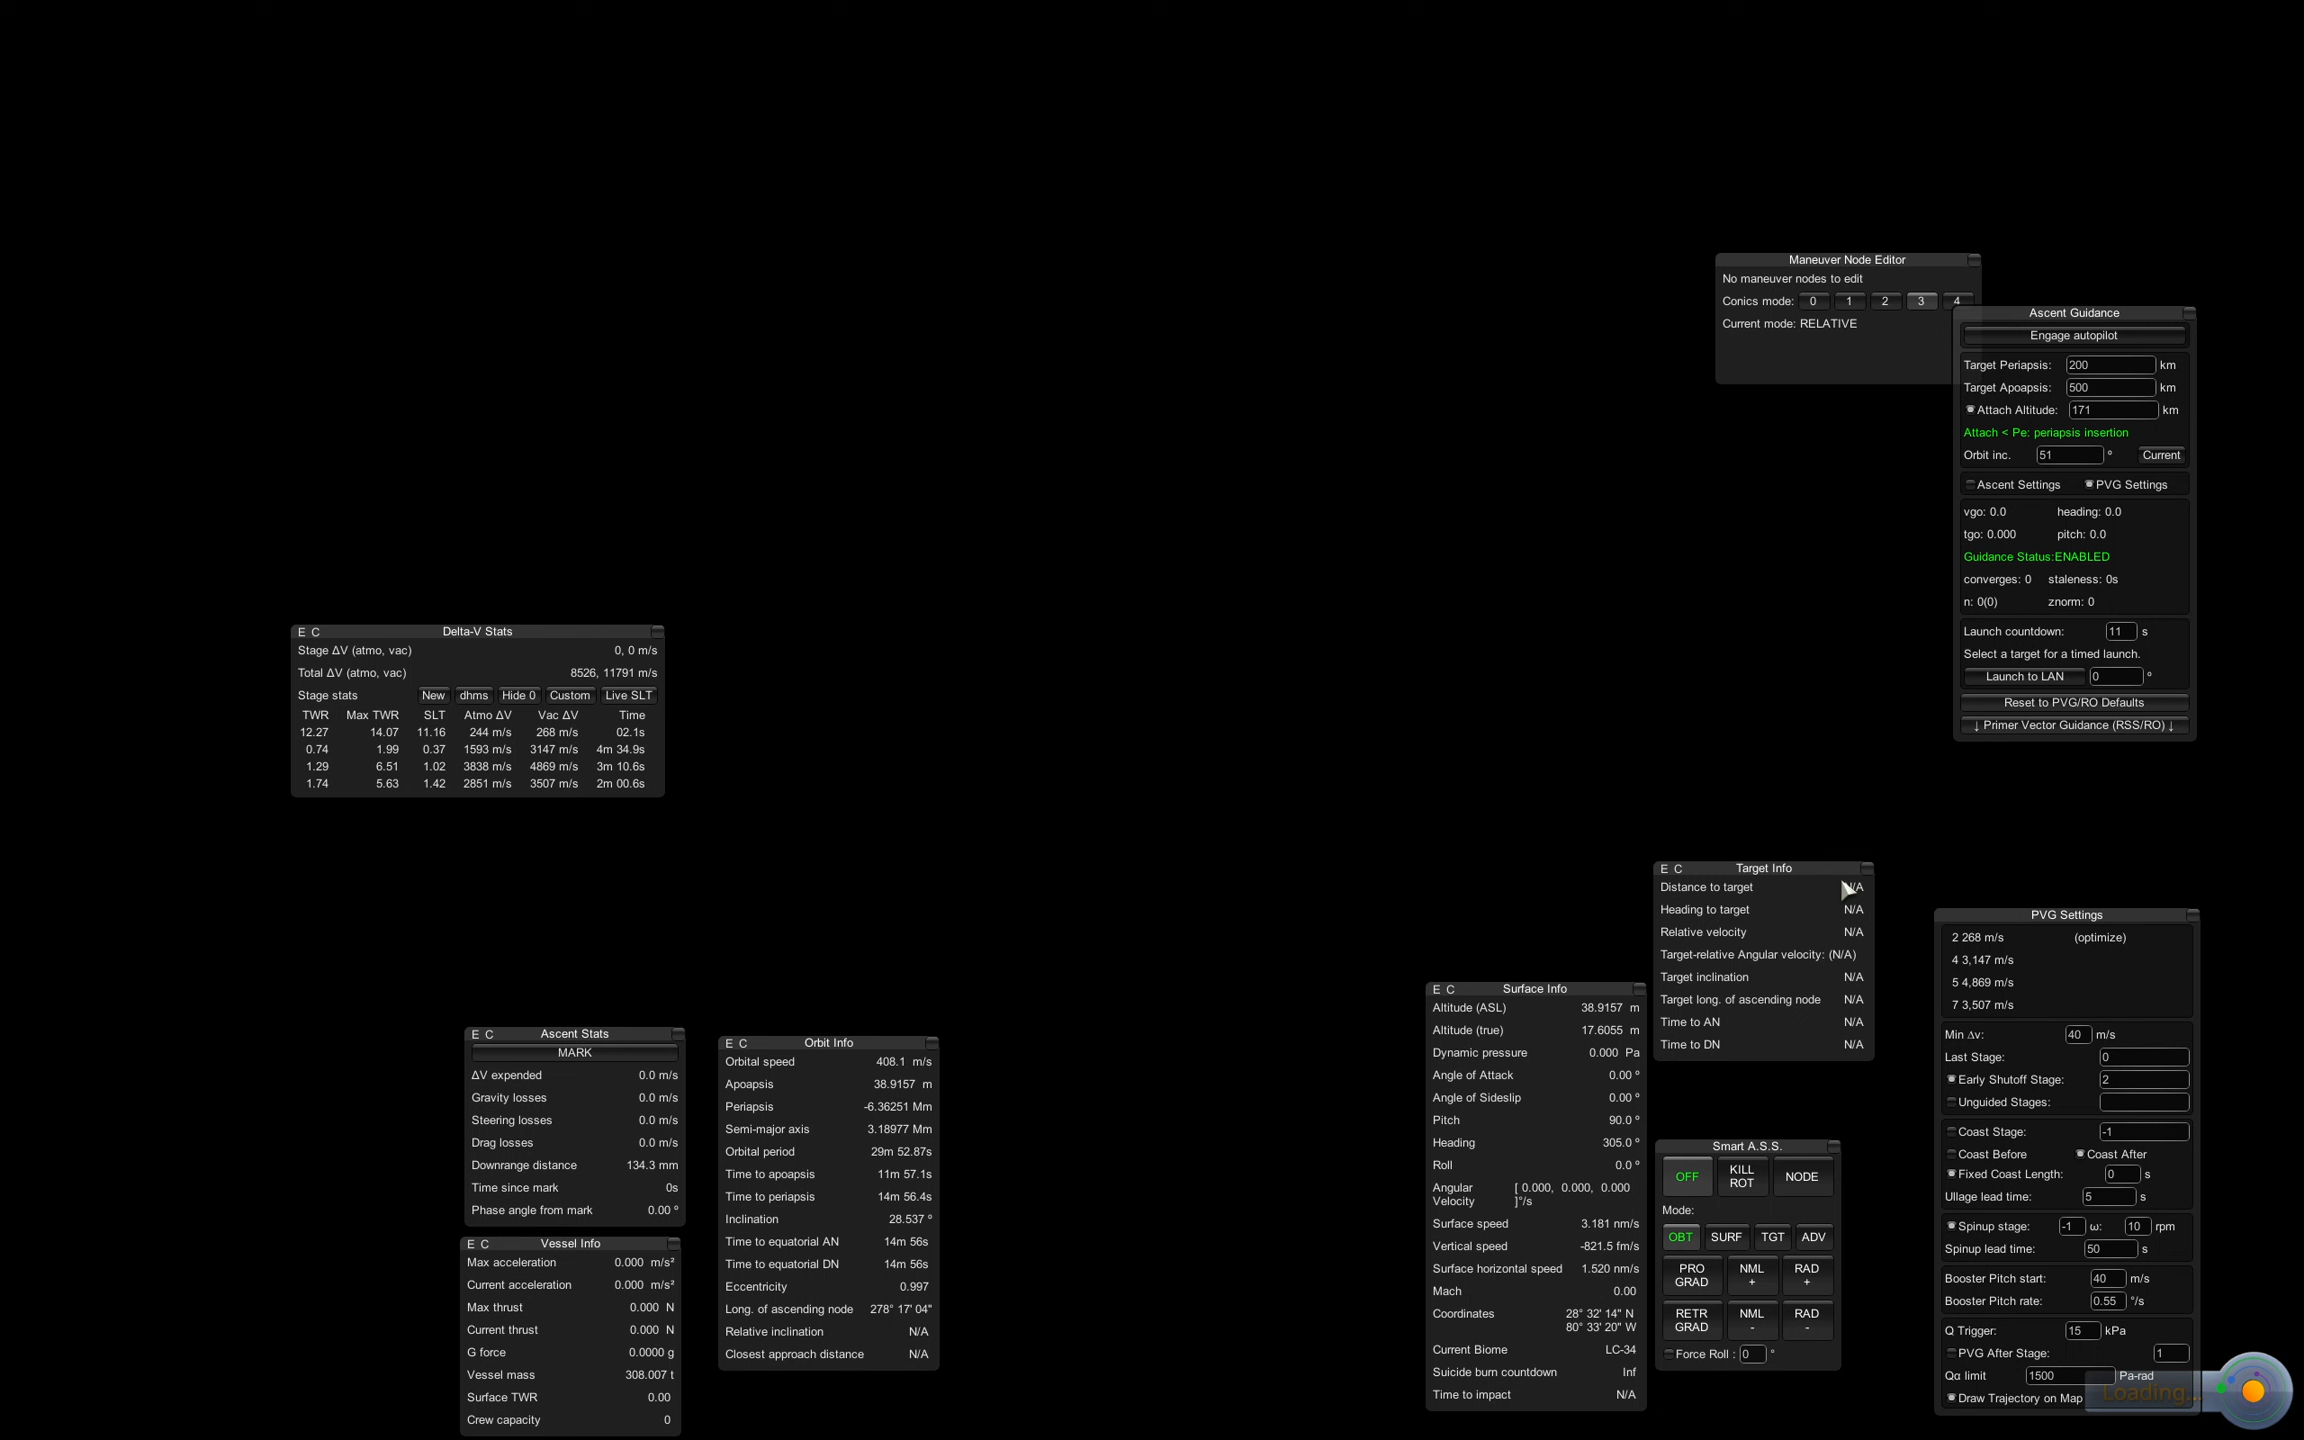 Maneuver Node Editor
No maneuver nodes to edit
Conics mode: 0 1 2 3 4
Current mode: RELATIVE
Ascent Guidance
Engage autopilot
Target Periapsis: 200 km
Target Apoapsis: 500 km
Attach Altitude: 171 km
Attach < Pe: periapsis insertion
Orbit inc. 51 º Current
Ascent Settings PVG Settings
vgo: 0.0 heading: 0.0
tgo: 0.000 pitch: 0.0
Guidance Status:ENABLED
converges: 0 staleness: 0s
n: 0(0) znorm: 0
Launch countdown: 11 s
Select a target for a timed launch.
Launch to LAN 0 º
Reset to PVG/RO Defaults
↓ Primer Vector Guidance (RSS/RO) ↓
E C Delta-V Stats
Stage ΔV (atmo, vac) 0, 0 m/s
Total ΔV (atmo, vac) 8526, 11791 m/s
Stage stats New dhms Hide 0 Custom Live SLT
TWR Max TWR SLT Atmo ΔV Vac ΔV Time
12.27 14.07 11.16 244 m/s 268 m/s 02.1s
0.74 1.99 0.37 1593 m/s 3147 m/s 4m 34.9s
1.29 6.51 1.02 3838 m/s 4869 m/s 3m 10.6s
1.74 5.63 1.42 2851 m/s 3507 m/s 2m 00.6s
E C Target Info
Distance to target N/A
Heading to target N/A
Relative velocity N/A
Target-relative Angular velocity: (N/A)
Target inclination N/A
Target long. of ascending node N/A
Time to AN N/A
Time to DN N/A
PVG Settings
2 268 m/s (optimize)
4 3,147 m/s
5 4,869 m/s
7 3,507 m/s
Min Δv: 40 m/s
Last Stage: 0
Early Shutoff Stage: 2
Unguided Stages:
Coast Stage: -1
Coast Before Coast After
Fixed Coast Length: 0 s
Ullage lead time: 5 s
Spinup stage: -1 ω: 10 rpm
Spinup lead time: 50 s
Booster Pitch start: 40 m/s
Booster Pitch rate: 0.55 °/s
Q Trigger: 15 kPa
PVG After Stage: 1
Qα limit 1500 Pa-rad
Draw Trajectory on Map
Loading...
E C Surface Info
Altitude (ASL) 38.9157 m
Altitude (true) 17.6055 m
Dynamic pressure 0.000 Pa
Angle of Attack 0.00 º
Angle of Sideslip 0.00 º
Pitch 90.0 º
Heading 305.0 º
Roll 0.0 º
Angular Velocity [ 0.000, 0.000, 0.000 ]°/s
Surface speed 3.181 nm/s
Vertical speed -821.5 fm/s
Surface horizontal speed 1.520 nm/s
Mach 0.00
Coordinates 28° 32' 14" N
80° 33' 20" W
Current Biome LC-34
Suicide burn countdown Inf
Time to impact N/A
Smart A.S.S.
OFF KILL ROT NODE
Mode:
OBT SURF TGT ADV
PRO GRAD NML + RAD +
RETR GRAD NML - RAD -
Force Roll : 0 °
E C Ascent Stats
MARK
ΔV expended 0.0 m/s
Gravity losses 0.0 m/s
Steering losses 0.0 m/s
Drag losses 0.0 m/s
Downrange distance 134.3 mm
Time since mark 0s
Phase angle from mark 0.00 º
E C Orbit Info
Orbital speed 408.1 m/s
Apoapsis 38.9157 m
Periapsis -6.36251 Mm
Semi-major axis 3.18977 Mm
Orbital period 29m 52.87s
Time to apoapsis 11m 57.1s
Time to periapsis 14m 56.4s
Inclination 28.537 º
Time to equatorial AN 14m 56s
Time to equatorial DN 14m 56s
Eccentricity 0.997
Long. of ascending node 278° 17' 04"
Relative inclination N/A
Closest approach distance N/A
E C Vessel Info
Max acceleration 0.000 m/s²
Current acceleration 0.000 m/s²
Max thrust 0.000 N
Current thrust 0.000 N
G force 0.0000 g
Vessel mass 308.007 t
Surface TWR 0.00
Crew capacity 0